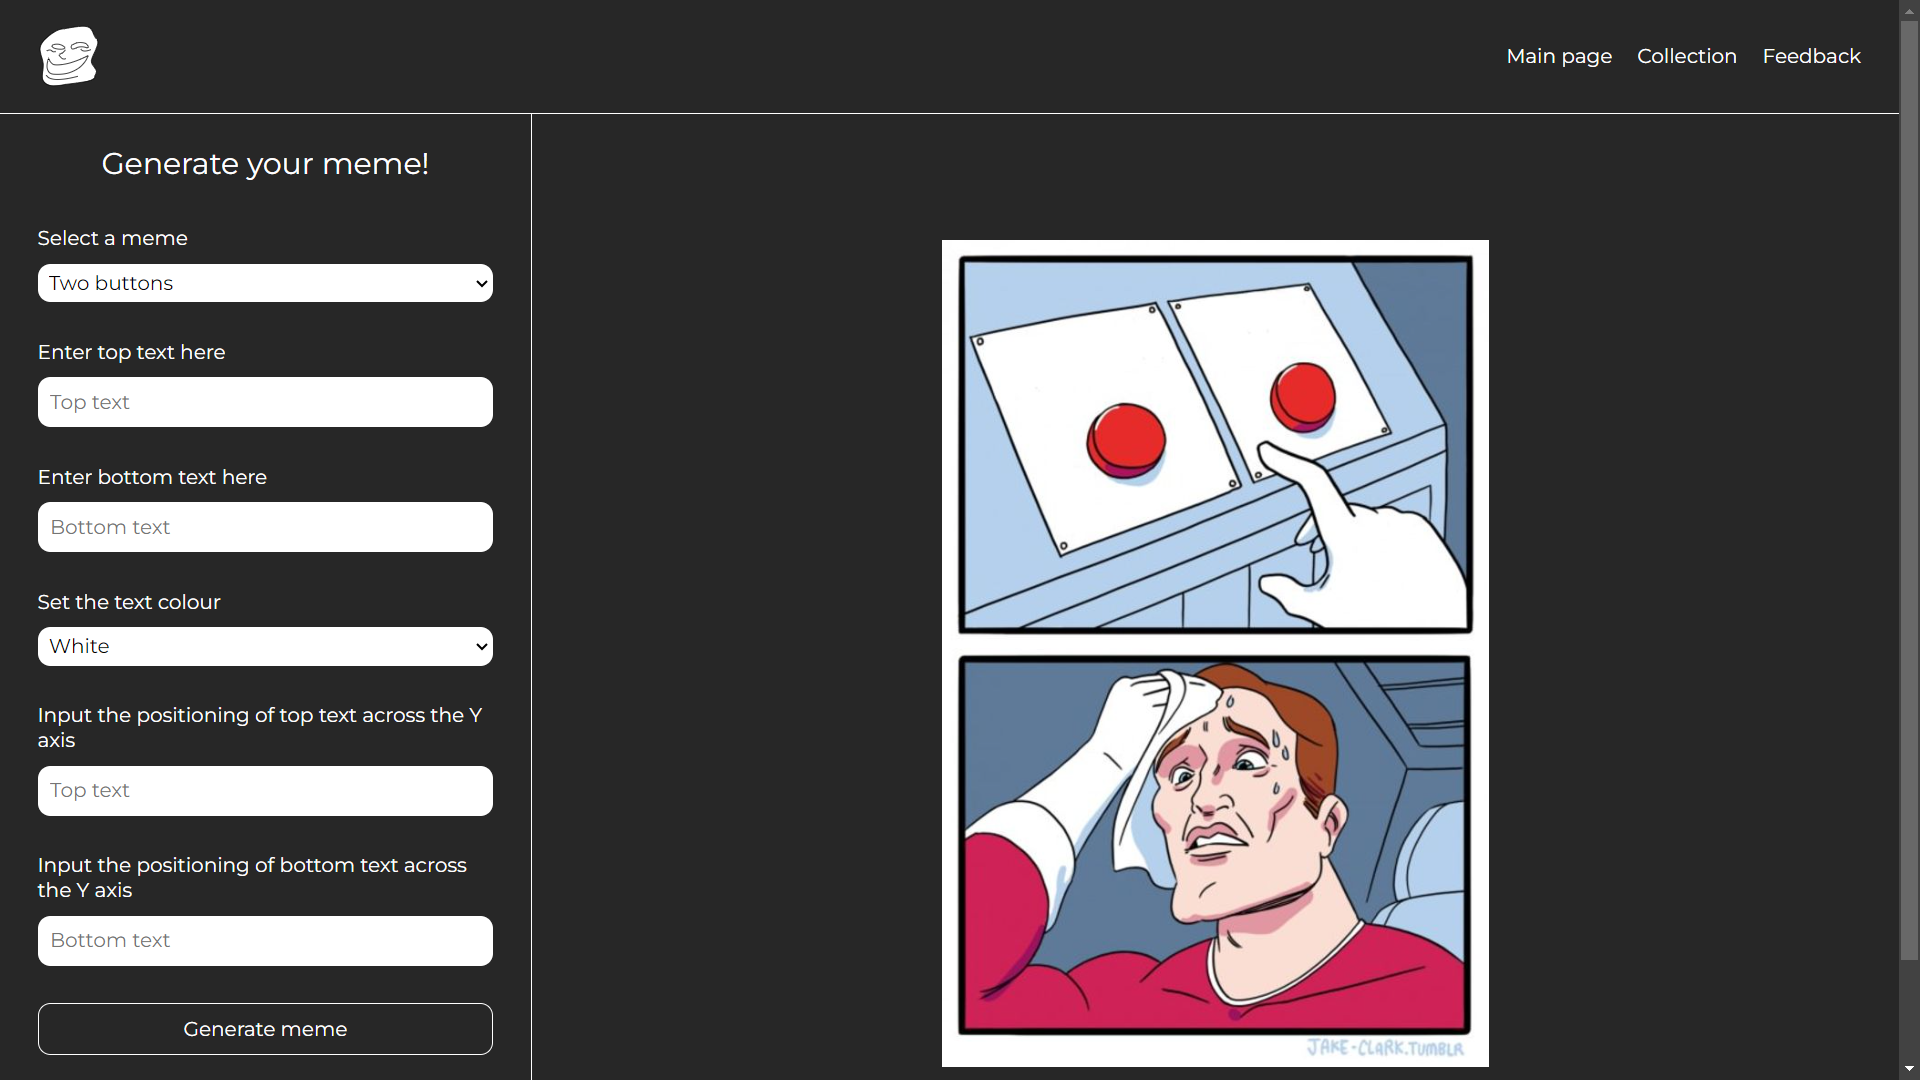 Main page Collection Feedback
Generate your meme!
Select a meme
Two buttons
Enter top text here
Top text
Enter bottom text here
Bottom text
Set the text colour
White
Input the positioning of top text across the Y
axis
Top text
Input the positioning of bottom text across
the Y axis
Bottom text
Generate meme
JAKE-CLARK.TUMBLR